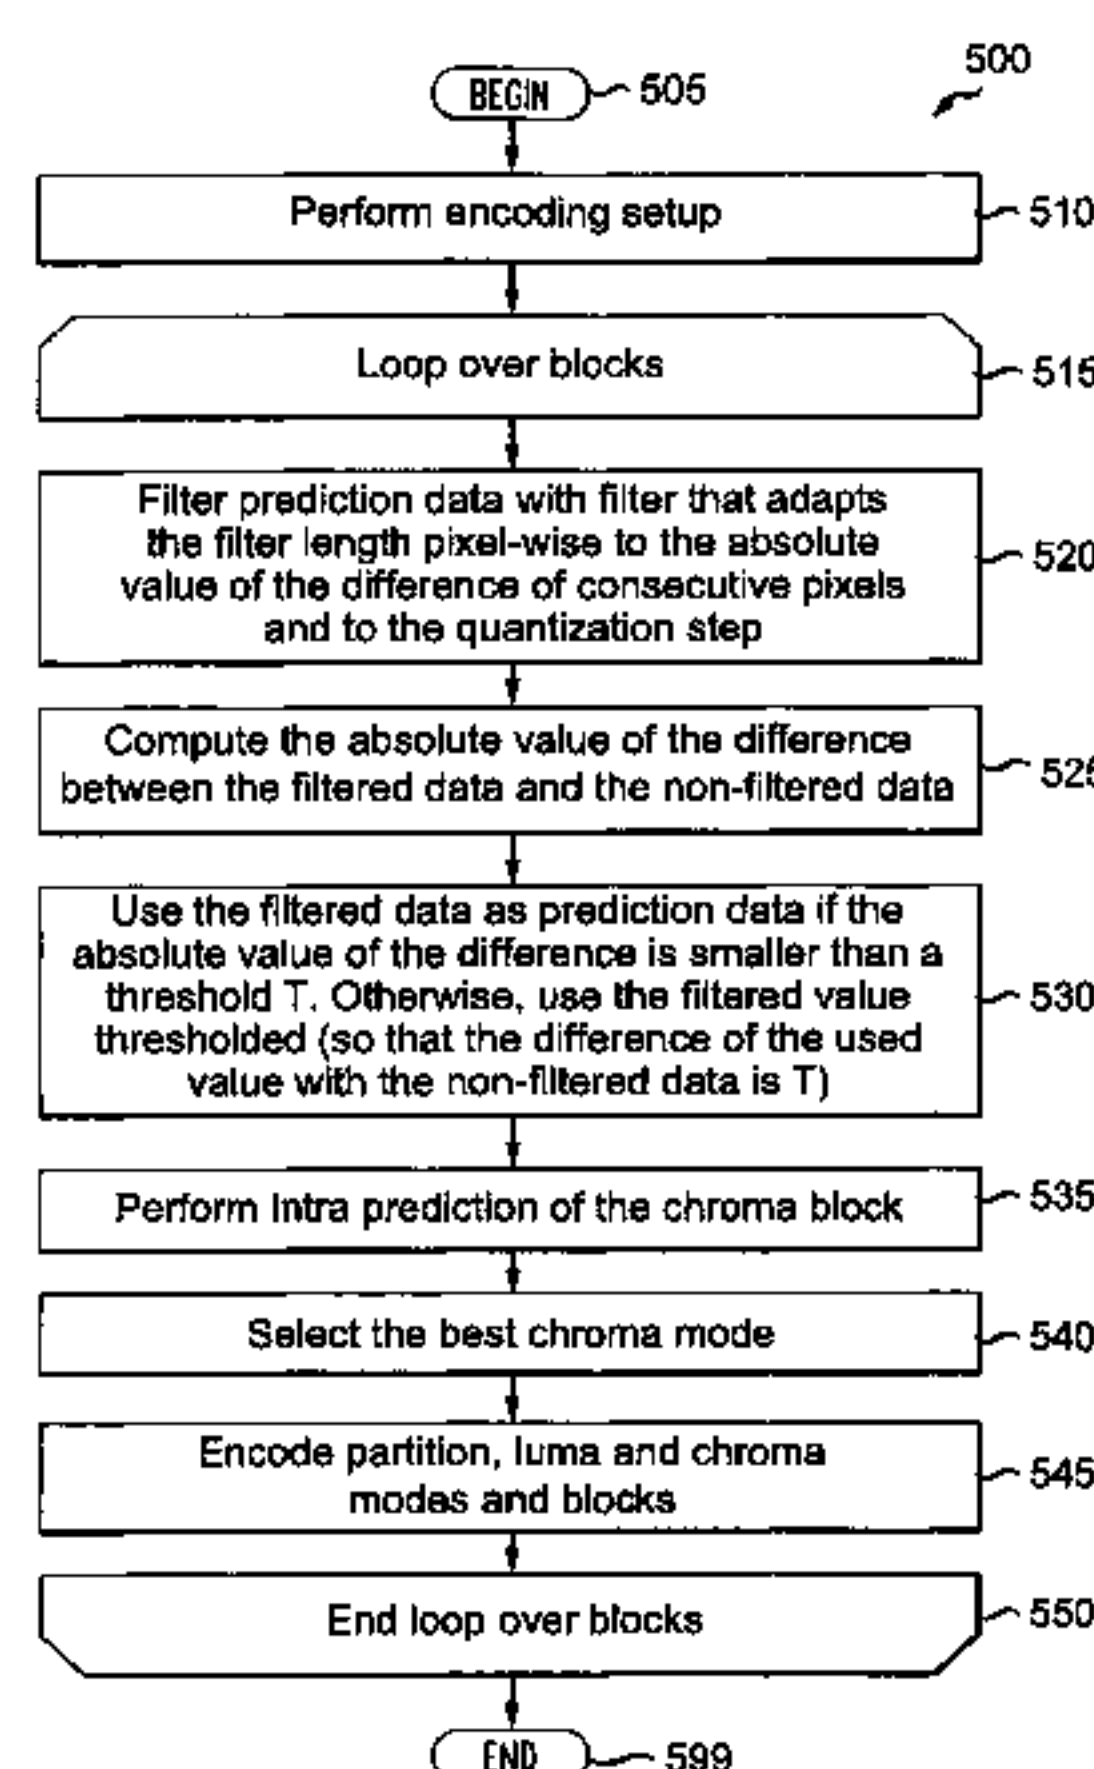 500
BEGIN 505
Perform encoding setup 510
Loop over blocks 515
Filter prediction data with filter that adapts
the filter length pixel-wise to the absolute
value of the difference of consecutive pixels
and to the quantization step
520
Compute the absolute value of the difference
between the filtered data and the non-filtered data
525
Use the filtered data as prediction data if the
absolute value of the difference is smaller than a
threshold T. Otherwise, use the filtered value
thresholded (so that the difference of the used
value with the non-filtered data is T)
530
Perform intra prediction of the chroma block 535
Select the best chroma mode 540
Encode partition, luma and chroma
modes and blocks
545
End loop over blocks 550
END 599